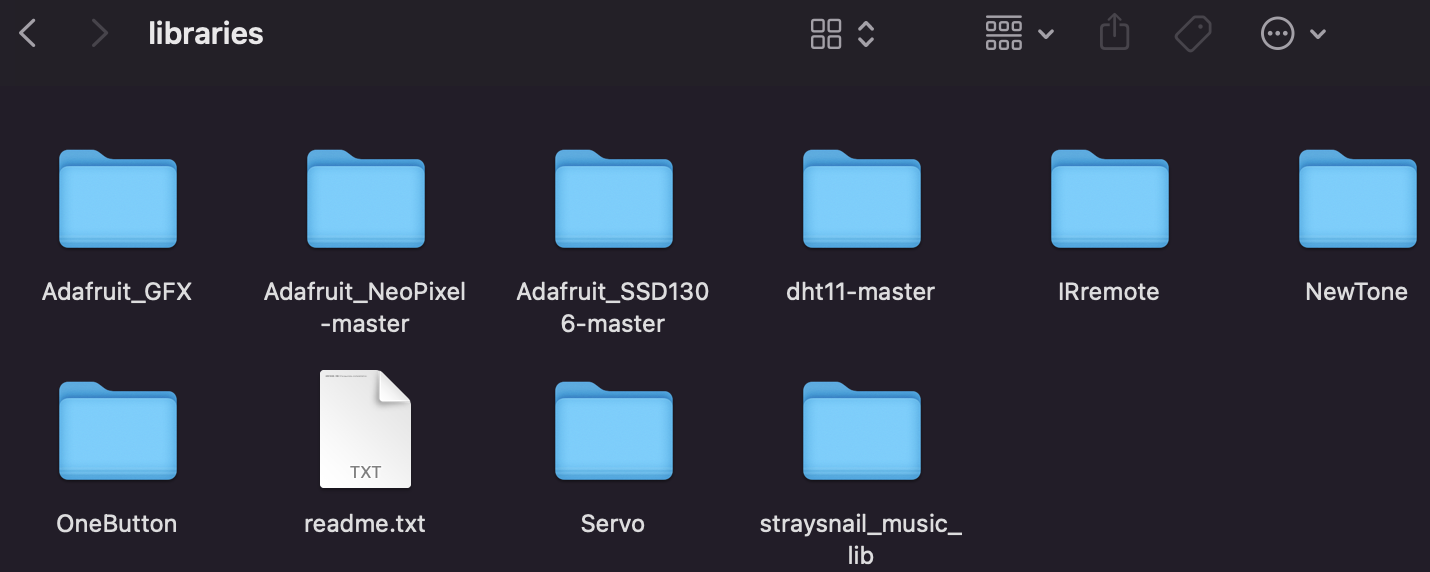 libraries
Adafruit_GFX
Adafruit_NeoPixel
-master
Adafruit_SSD130
6-master
dht11-master
IRremote
NewTone
OneButton
TXT
readme.txt
Servo
straysnail_music_
lib